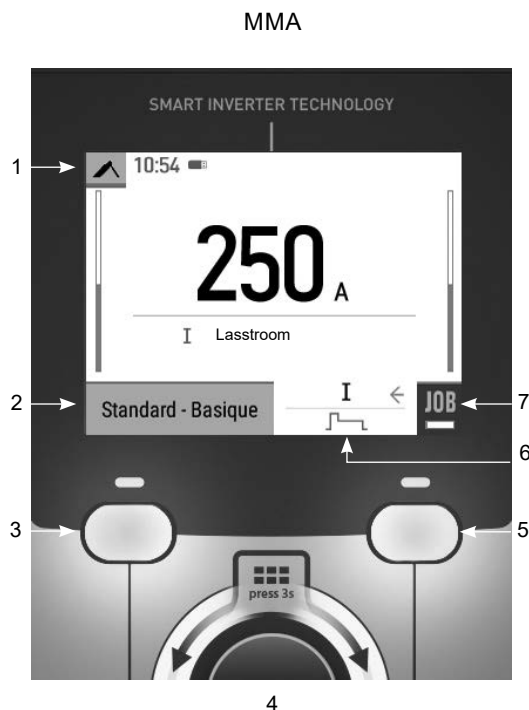 MMA
SMART INVERTER TECHNOLOGY
1
10:54
250 A
I Lasstroom
2
Standard - Basique
I
JOB
7
6
3
5
press 3s
4